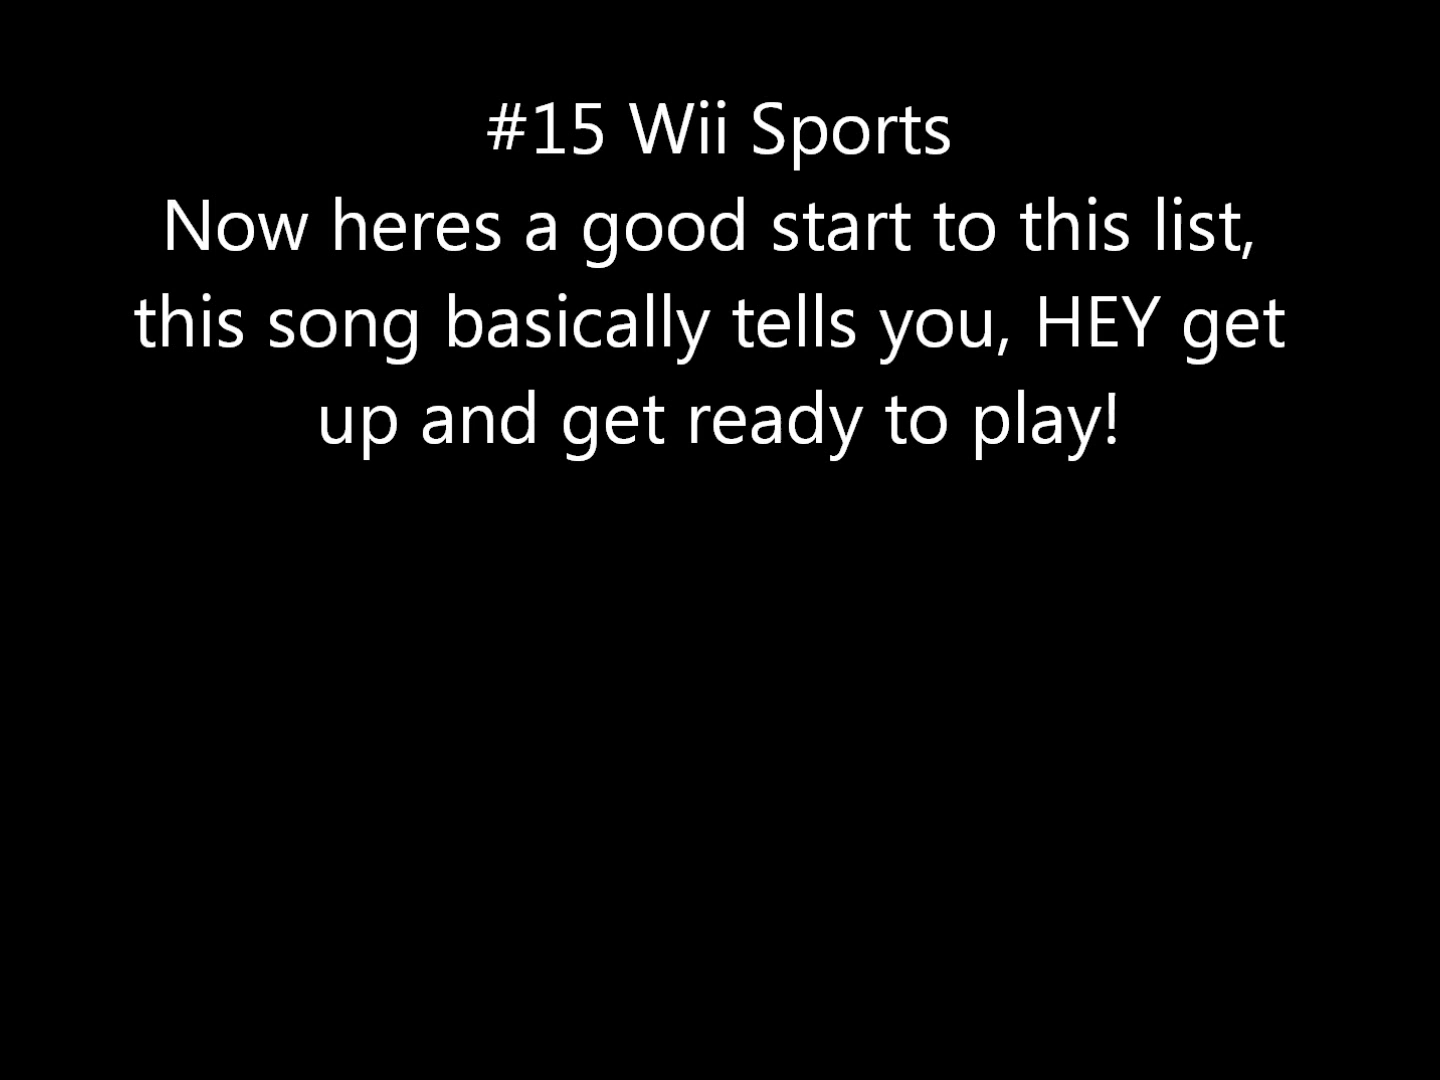 #15 Wii Sports
Now heres a good start to this list,
this song basically tells you, HEY get
up and get ready to play!